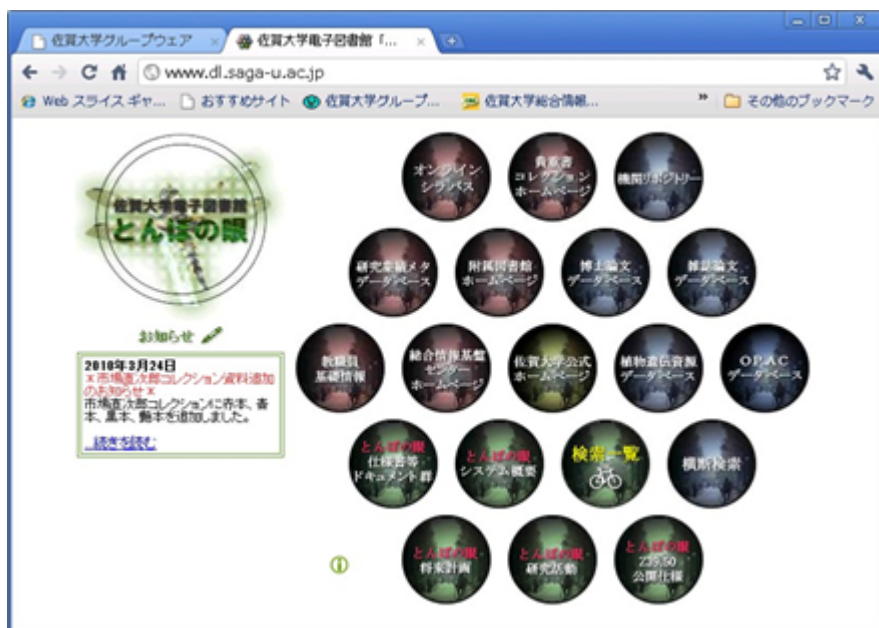 佐賀大学グループウェア
佐賀大学電子図書館「...
www.dl.saga-u.ac.jp
Web スライス ギャ...
おすすめサイト
佐賀大学グループ...
佐賀大学総合情報...
»
その他のブックマーク
佐賀大学電子図書館
とんぼの眼
お知らせ
2010年3月24日
×市場直次郎コレクション資料追加
のお知らせ×
市場直次郎コレクションに赤本、青
本、黒本、艶本を追加しました。
...続きを読む
オンライン
シラバス
貴重書
コレクション
ホームページ
機関リポジトリー
研究業績メタ
データベース
附属図書館
ホームページ
博士論文
データベース
雑誌論文
データベース
教職員
基礎情報
総合情報基盤
センター
ホームページ
佐賀大学公式
ホームページ
植物遺伝資源
データベース
OPAC
データベース
とんぼの眼
仕様書等
ドキュメント群
とんぼの眼
システム概要
検索一覧
横断検索
とんぼの眼
将来計画
とんぼの眼
研究活動
とんぼの眼
Z39.50
公開仕様